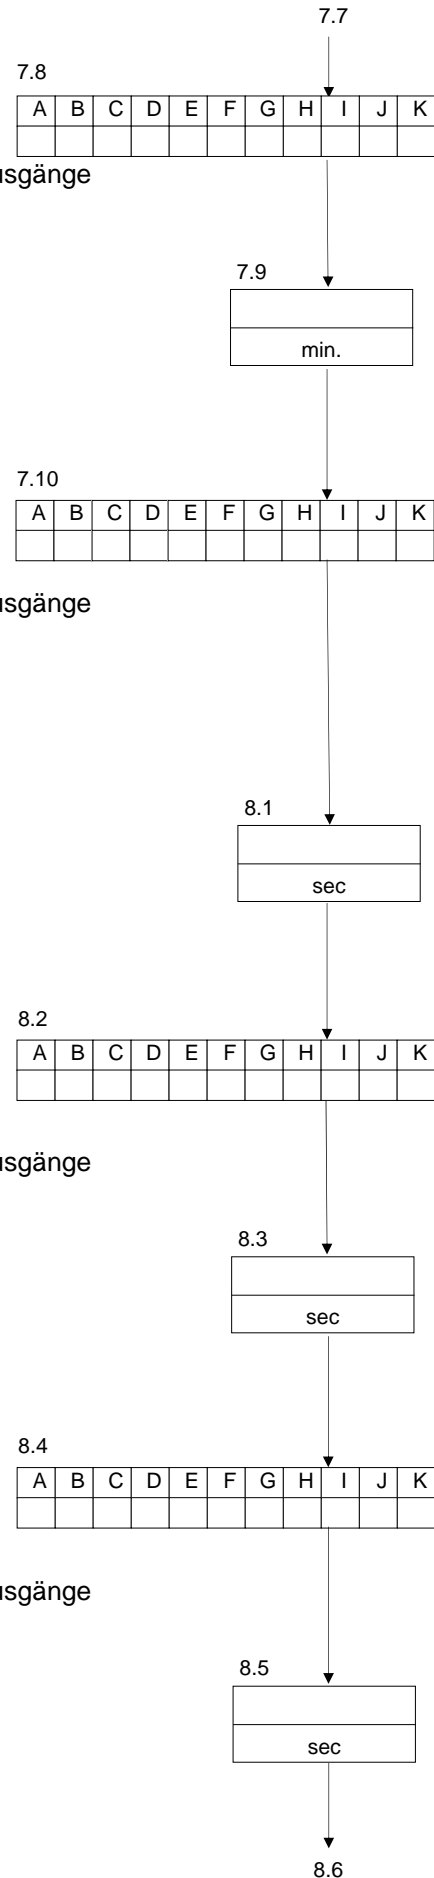 7.7
7.8
A B C D E F G H I J K
usgänge
7.9
min.
7.10
A B C D E F G H I J K
usgänge
8.1
sec
8.2
A B C D E F G H I J K
usgänge
8.3
sec
8.4
A B C D E F G H I J K
usgänge
8.5
sec
8.6